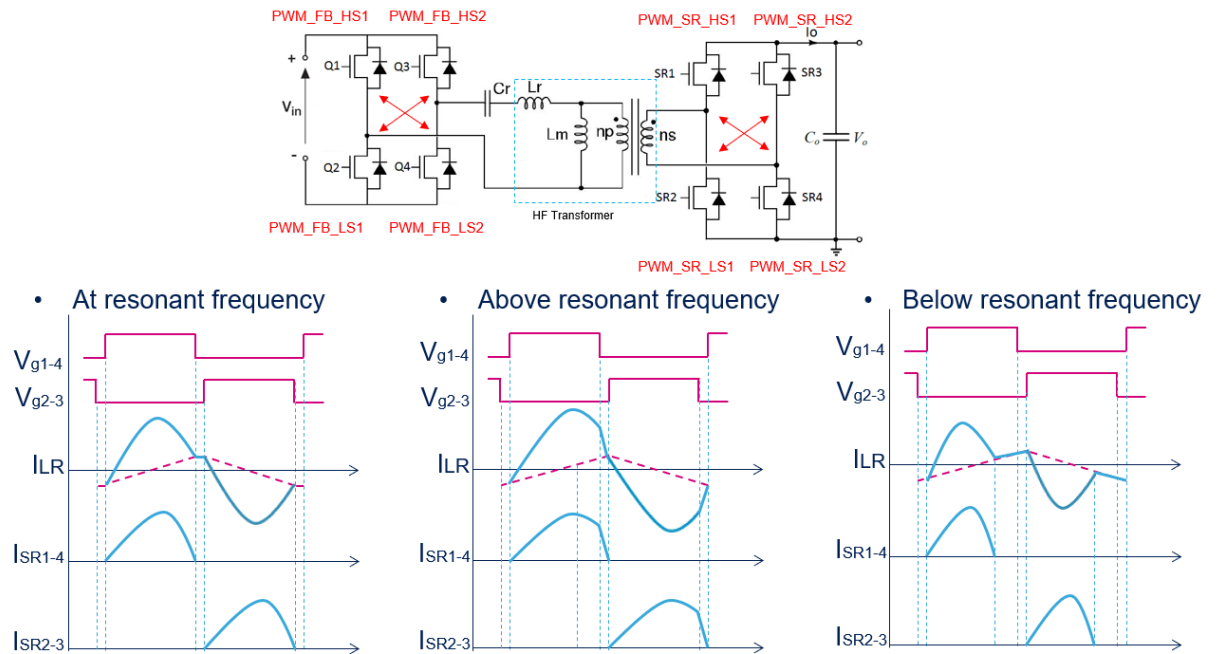 PWM_FB_HS1 PWM_FB_HS2 PWM_SR_HS1 PWM_SR_HS2
Io
+ Q1 Q3 SR1 SR3
Cr Lr
Vin Lm np ns Co Vo
- Q2 Q4 SR2 SR4
HF Transformer
PWM_FB_LS1 PWM_FB_LS2 PWM_SR_LS1 PWM_SR_LS2
• At resonant frequency
Vg1-4
Vg2-3
ILR
ISR1-4
ISR2-3
• Above resonant frequency
Vg1-4
Vg2-3
ILR
ISR1-4
ISR2-3
• Below resonant frequency
Vg1-4
Vg2-3
ILR
ISR1-4
ISR2-3